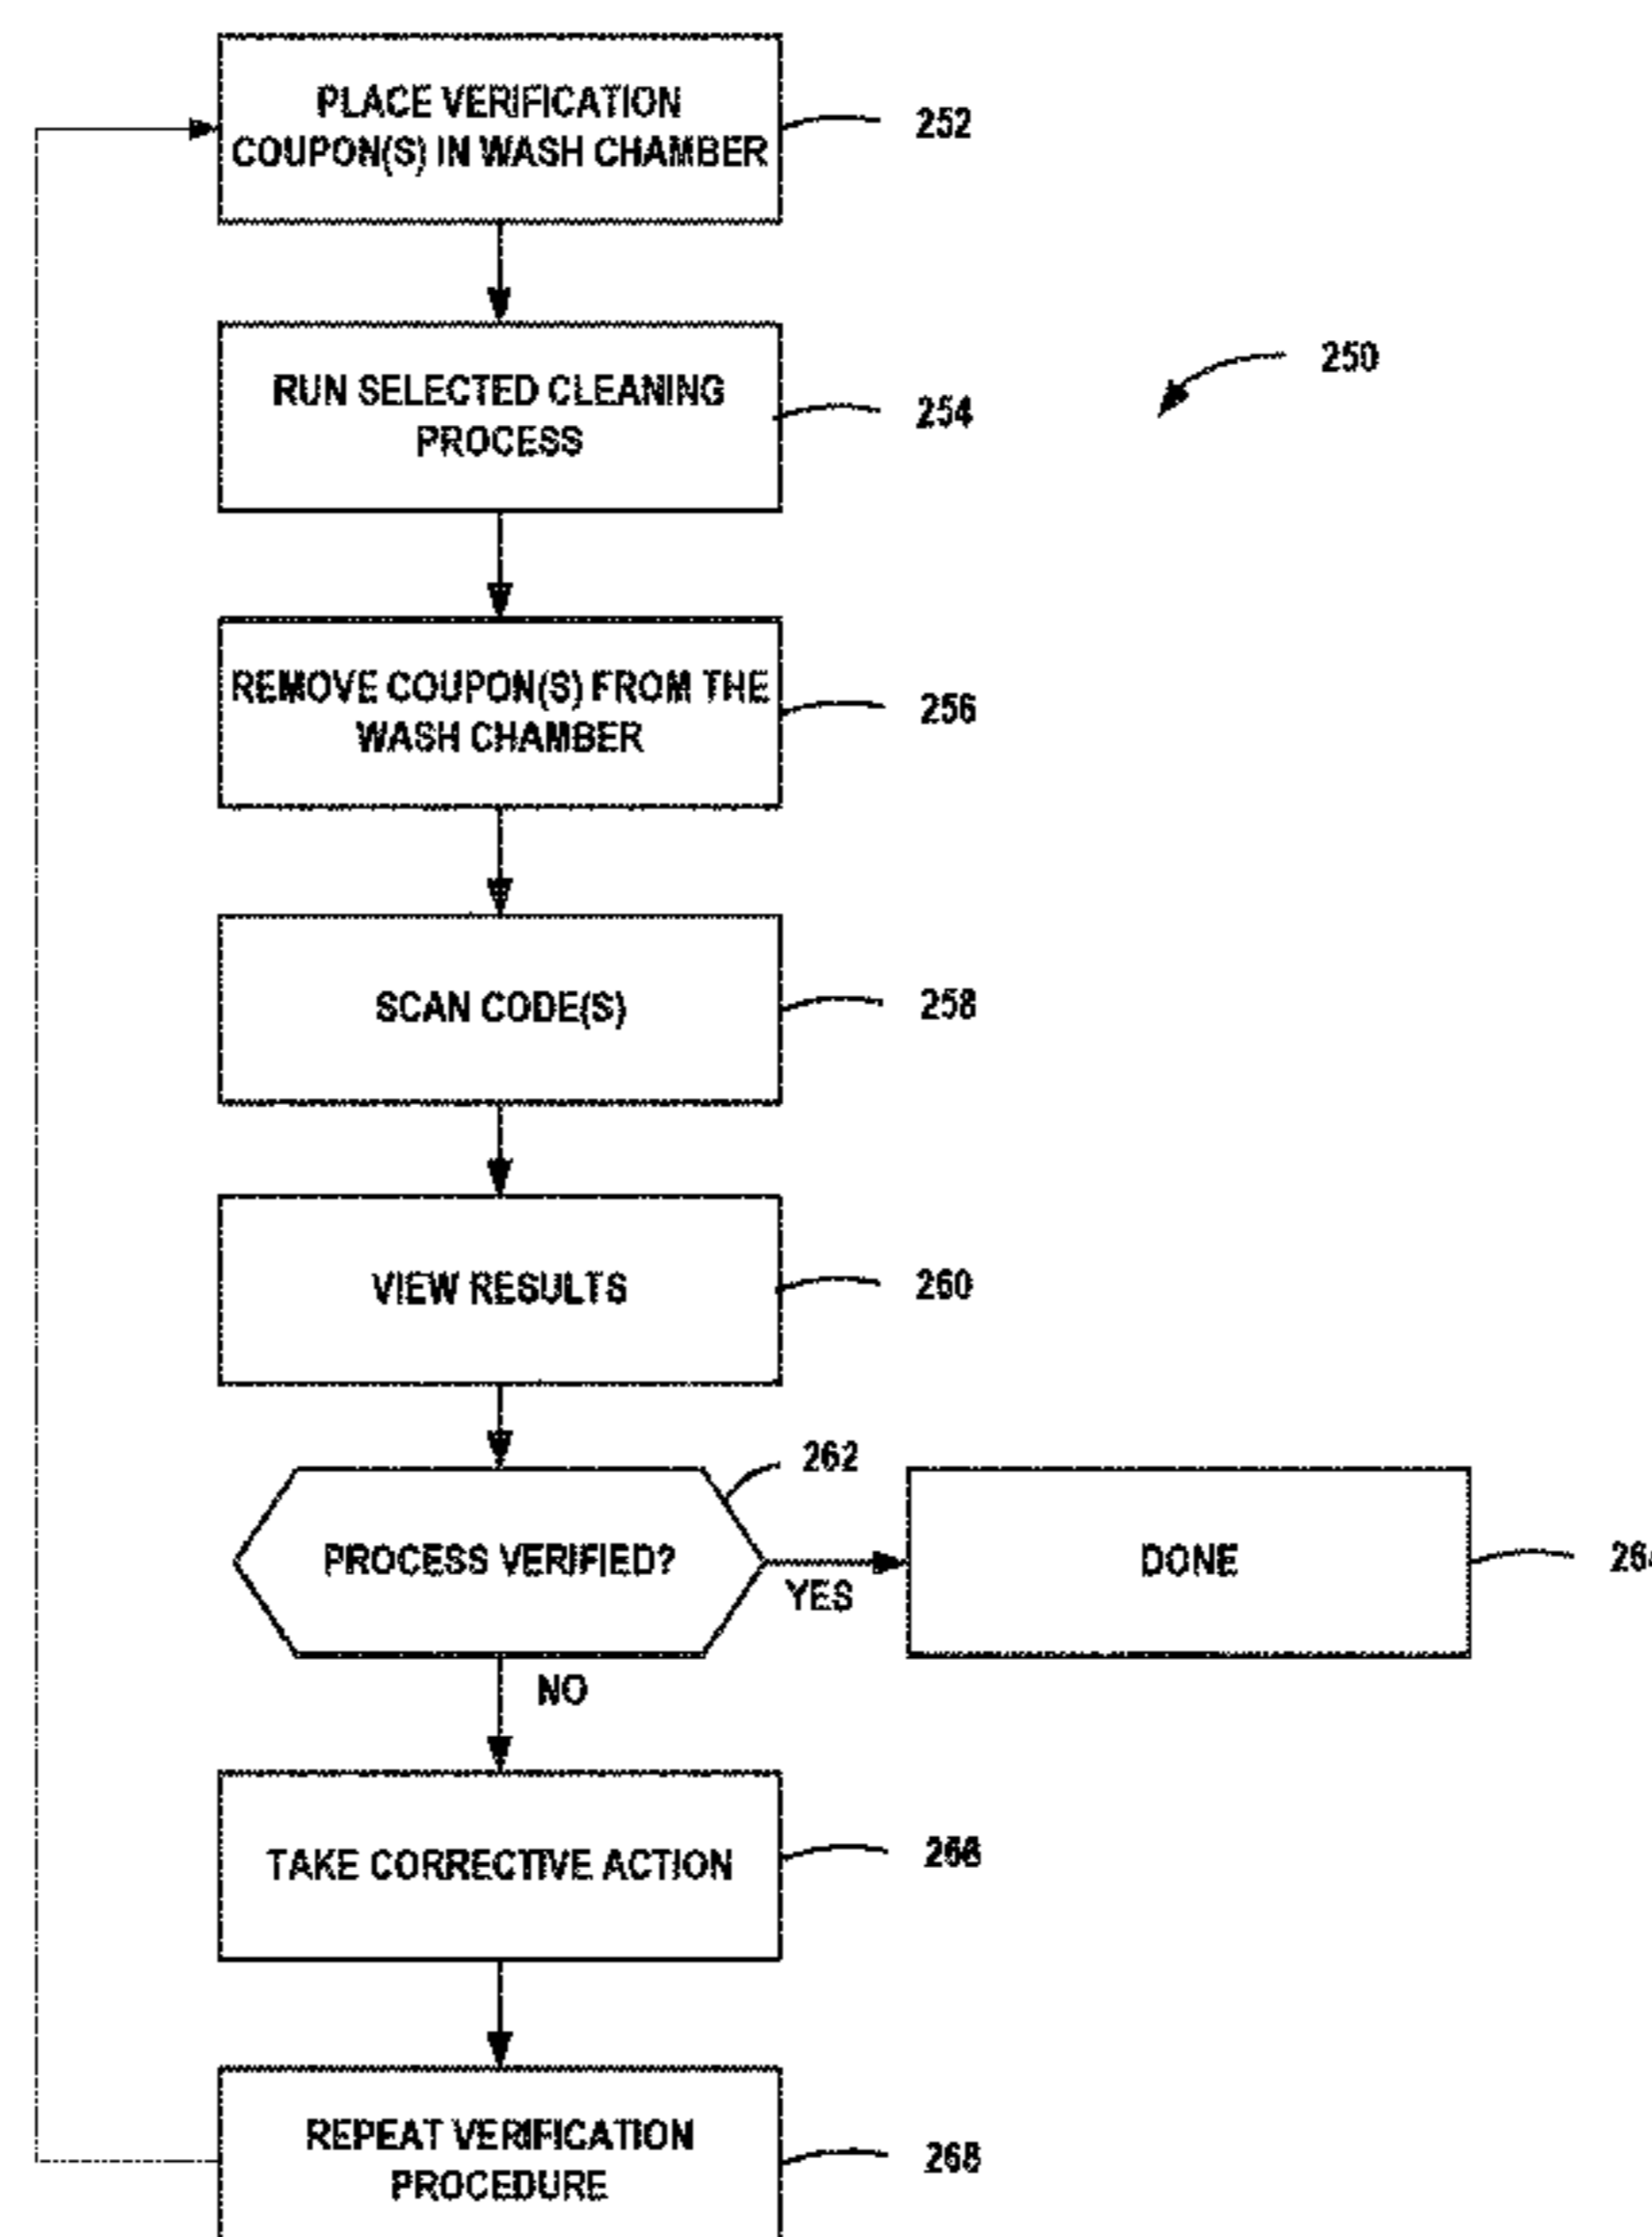 PLACE VERIFICATION
COUPON(S) IN WASH CHAMBER
252
RUN SELECTED CLEANING
PROCESS
254
250
REMOVE COUPON(S) FROM THE
WASH CHAMBER
256
SCAN CODE(S)
258
VIEW RESULTS
260
262
PROCESS VERIFIED?
YES
DONE
NO
TAKE CORRECTIVE ACTION
266
REPEAT VERIFICATION
PROCEDURE
268